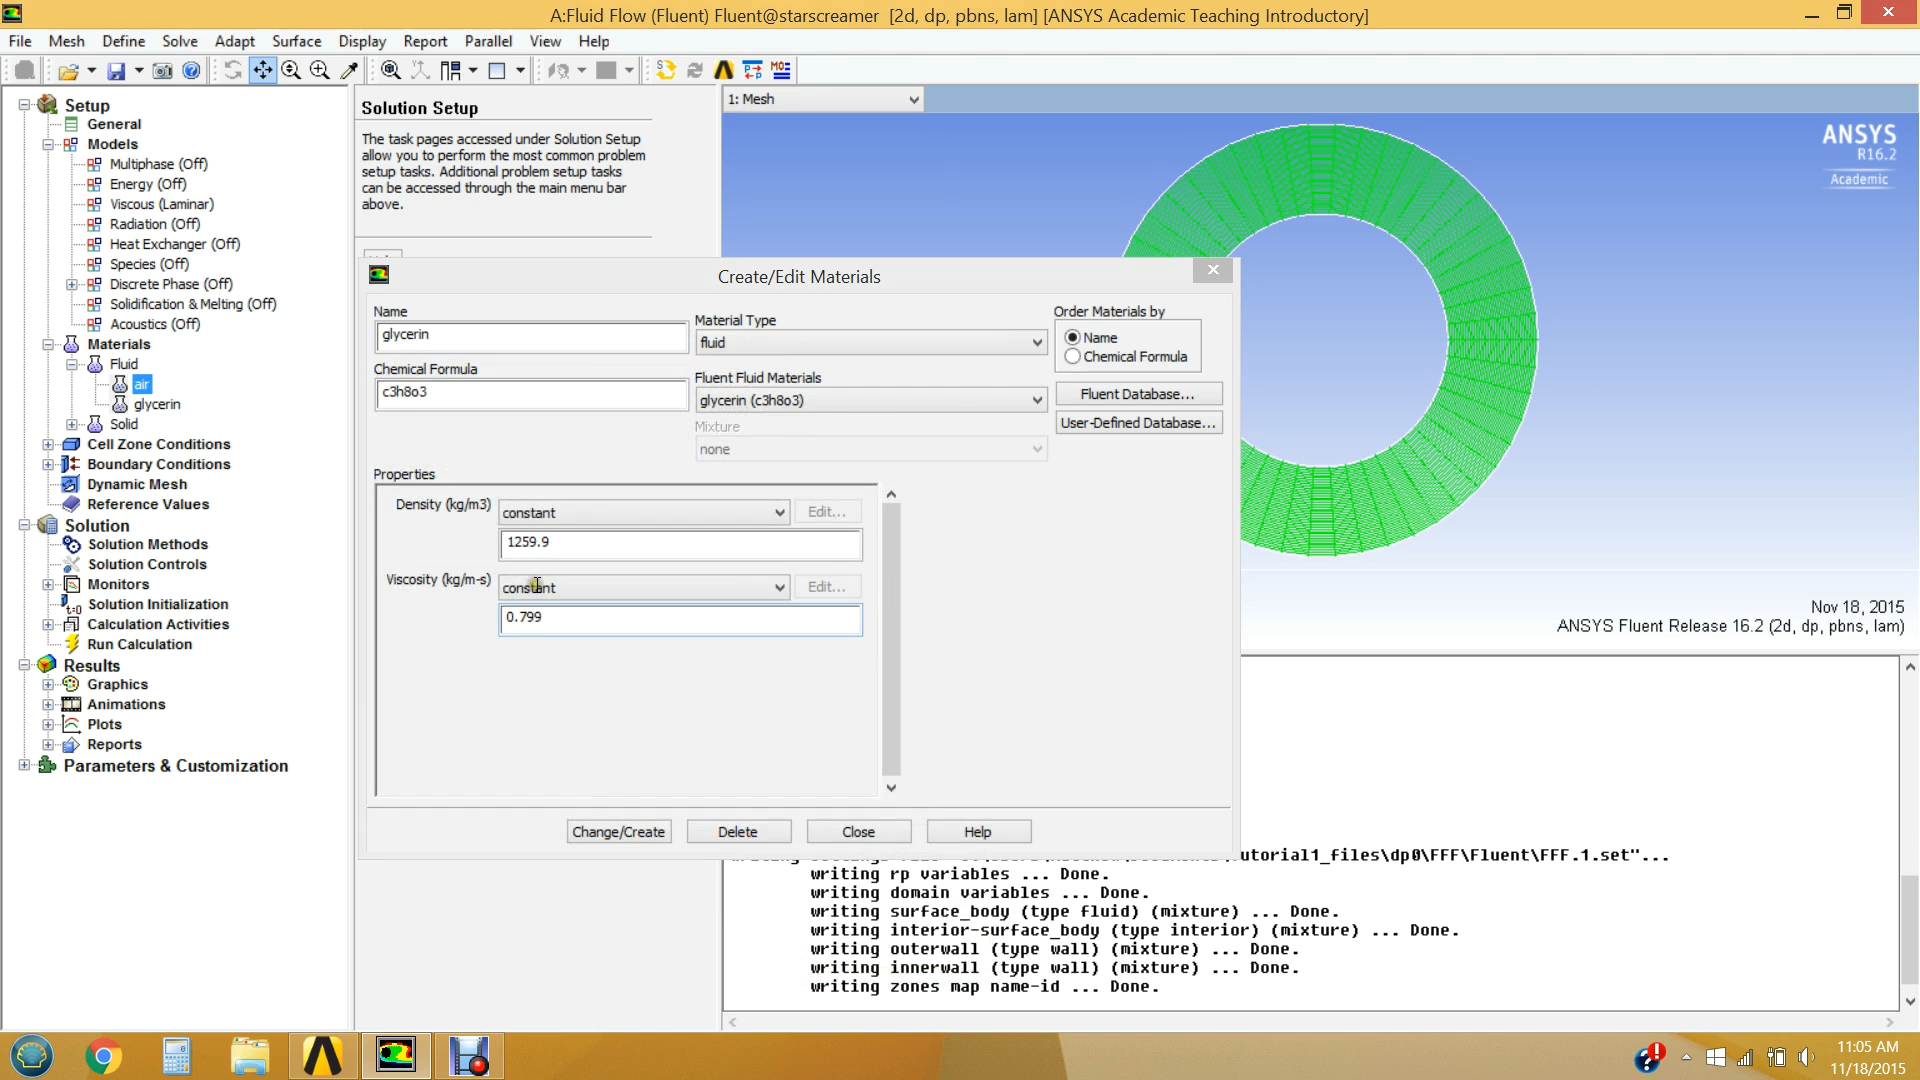 A:Fluid Flow (Fluent) Fluent@starscreamer [2d, dp, pbns, lam] [ANSYS Academic Teaching Introductory]
File Mesh Define Solve Adapt Surface Display Report Parallel View Help
Setup
General
Models
Multiphase (Off)
Energy (Off)
Viscous (Laminar)
Radiation (Off)
Heat Exchanger (Off)
Species (Off)
Discrete Phase (Off)
Solidification & Melting (Off)
Acoustics (Off)
Materials
Fluid
air
glycerin
Solid
Cell Zone Conditions
Boundary Conditions
Dynamic Mesh
Reference Values
Solution
Solution Methods
Solution Controls
Monitors
Solution Initialization
Calculation Activities
Run Calculation
Results
Graphics
Animations
Plots
Reports
Parameters & Customization
Solution Setup
The task pages accessed under Solution Setup
allow you to perform the most common problem
setup tasks. Additional problem setup tasks
can be accessed through the main menu bar
above.
1: Mesh
ANSYS
R16.2
Academic
Nov 18, 2015
ANSYS Fluent Release 16.2 (2d, dp, pbns, lam)
Create/Edit Materials
Name
glycerin
Chemical Formula
c3h8o3
Material Type
fluid
Fluent Fluid Materials
glycerin (c3h8o3)
Mixture
none
Order Materials by
Name
Chemical Formula
Fluent Database...
User-Defined Database...
Properties
Density (kg/m3)
constant
Edit...
1259.9
Viscosity (kg/m-s)
constant
Edit...
0.799
Change/Create
Delete
Close
Help
utorial1_files\dp0\FFF\Fluent\FFF.1.set"...
writing rp variables ... Done.
writing domain variables ... Done.
writing surface_body (type fluid) (mixture) ... Done.
writing interior-surface_body (type interior) (mixture) ... Done.
writing outerwall (type wall) (mixture) ... Done.
writing innerwall (type wall) (mixture) ... Done.
writing zones map name-id ... Done.
11:05 AM
11/18/2015